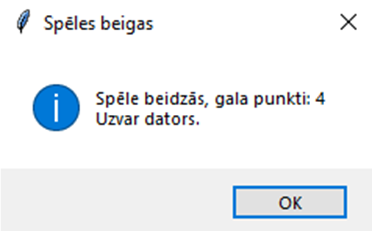 Spēles beigas
Spēle beidzās, gala punkti: 4
Uzvar dators.
OK